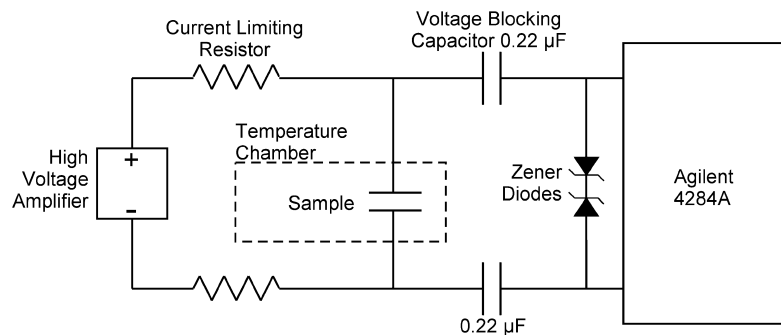 Current Limiting
Resistor
Voltage Blocking
Capacitor 0.22 µF
High
Voltage
Amplifier
+
-
Temperature
Chamber
Sample
Zener
Diodes
Agilent
4284A
0.22 µF